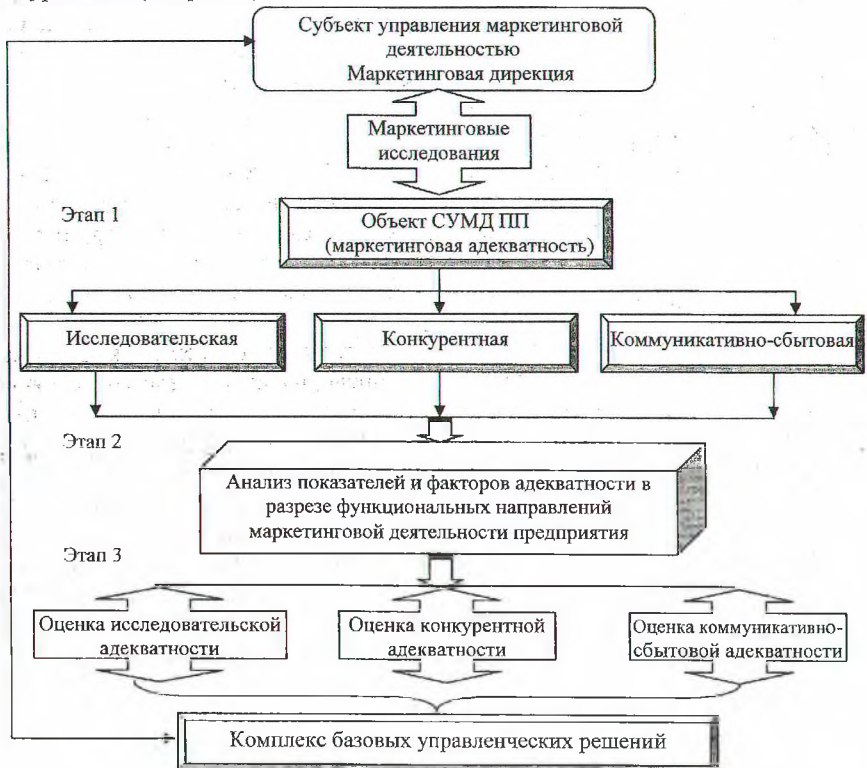 Субъект управления маркетинговой
деятельностью
Маркетинговая дирекция
Маркетинговые
исследования
Этап 1
Объект СУМД ПП
(маркетинговая адекватность)
Исследовательская
Конкурентная
Коммуникативно-сбытовая
Этап 2
Анализ показателей и факторов адекватности в
разрезе функциональных направлений
маркетинговой деятельности предприятия
Этап 3
Оценка исследовательской
адекватности
Оценка конкурентной
адекватности
Оценка коммуникативно-
сбытовой адекватности
Комплекс базовых управленческих решений